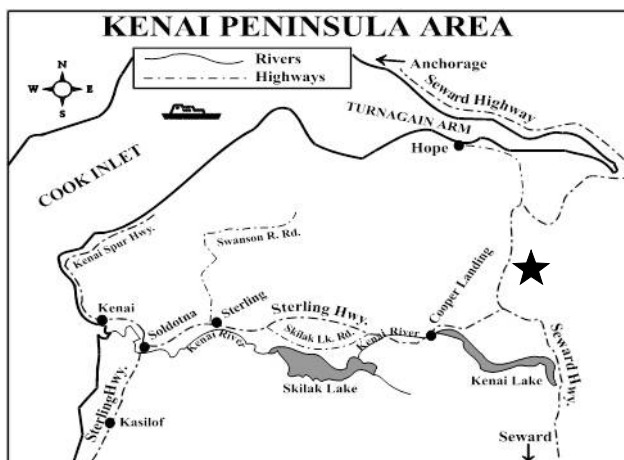 KENAI PENINSULA AREA
Rivers
Highways
Anchorage
N
W
E
S
Seward Highway
TURNAGAIN ARM
Hope
COOK INLET
Kenai Spur Hwy.
Swanson R. Rd.
Kenai
Soldotna
Sterling
Sterling Hwy.
Cooper Landing
Skilak Lk. Rd.
Kenai River
Kenai River
Skilak Lake
Kenai Lake
Seward Hwy.
SterlingHwy.
Kasilof
Seward